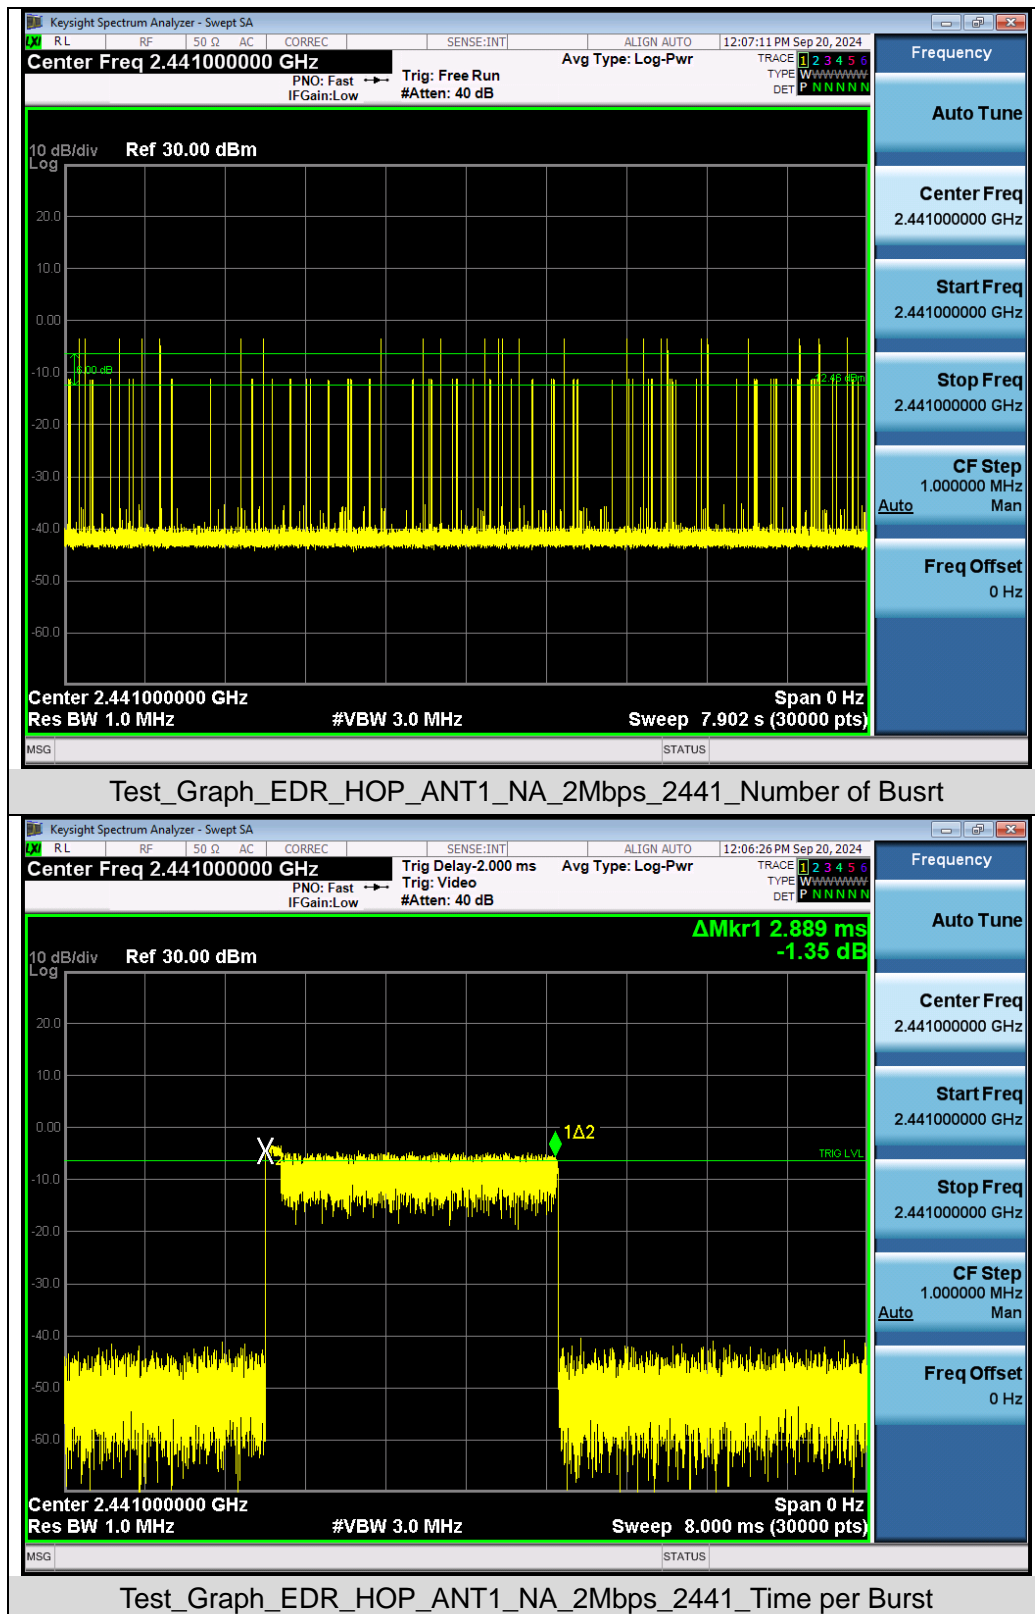 Keysight Spectrum Analyzer - Swept SA
LXI RL RF 50 Ω AC CORREC SENSE:INT ALIGN AUTO 12:07:11 PM Sep 20, 2024
Center Freq 2.441000000 GHz
PNO: Fast
IFGain:Low
Trig: Free Run
#Atten: 40 dB
Avg Type: Log-Pwr
TRACE 1 2 3 4 5 6
TYPE WWWWWW
DET P N N N N N
10 dB/div Ref 30.00 dBm
Log
20.0
10.0
0.00
-10.0
6.00 dB
-12.46 dBm
-20.0
-30.0
-40.0
-50.0
-60.0
Center 2.441000000 GHz Span 0 Hz
Res BW 1.0 MHz #VBW 3.0 MHz Sweep 7.902 s (30000 pts)
MSG STATUS
Frequency
Auto Tune
Center Freq
2.441000000 GHz
Start Freq
2.441000000 GHz
Stop Freq
2.441000000 GHz
CF Step
1.000000 MHz
Auto Man
Freq Offset
0 Hz
Test_Graph_EDR_HOP_ANT1_NA_2Mbps_2441_Number of Busrt
Keysight Spectrum Analyzer - Swept SA
LXI RL RF 50 Ω AC CORREC SENSE:INT ALIGN AUTO 12:06:26 PM Sep 20, 2024
Center Freq 2.441000000 GHz
PNO: Fast
IFGain:Low
Trig Delay-2.000 ms
Trig: Video
#Atten: 40 dB
Avg Type: Log-Pwr
TRACE 1 2 3 4 5 6
TYPE WWWWWW
DET P N N N N N
ΔMkr1 2.889 ms
-1.35 dB
10 dB/div Ref 30.00 dBm
Log
20.0
10.0
0.00
1Δ2
X2
TRIG LVL
-10.0
-20.0
-30.0
-40.0
-50.0
-60.0
Center 2.441000000 GHz Span 0 Hz
Res BW 1.0 MHz #VBW 3.0 MHz Sweep 8.000 ms (30000 pts)
MSG STATUS
Frequency
Auto Tune
Center Freq
2.441000000 GHz
Start Freq
2.441000000 GHz
Stop Freq
2.441000000 GHz
CF Step
1.000000 MHz
Auto Man
Freq Offset
0 Hz
Test_Graph_EDR_HOP_ANT1_NA_2Mbps_2441_Time per Burst